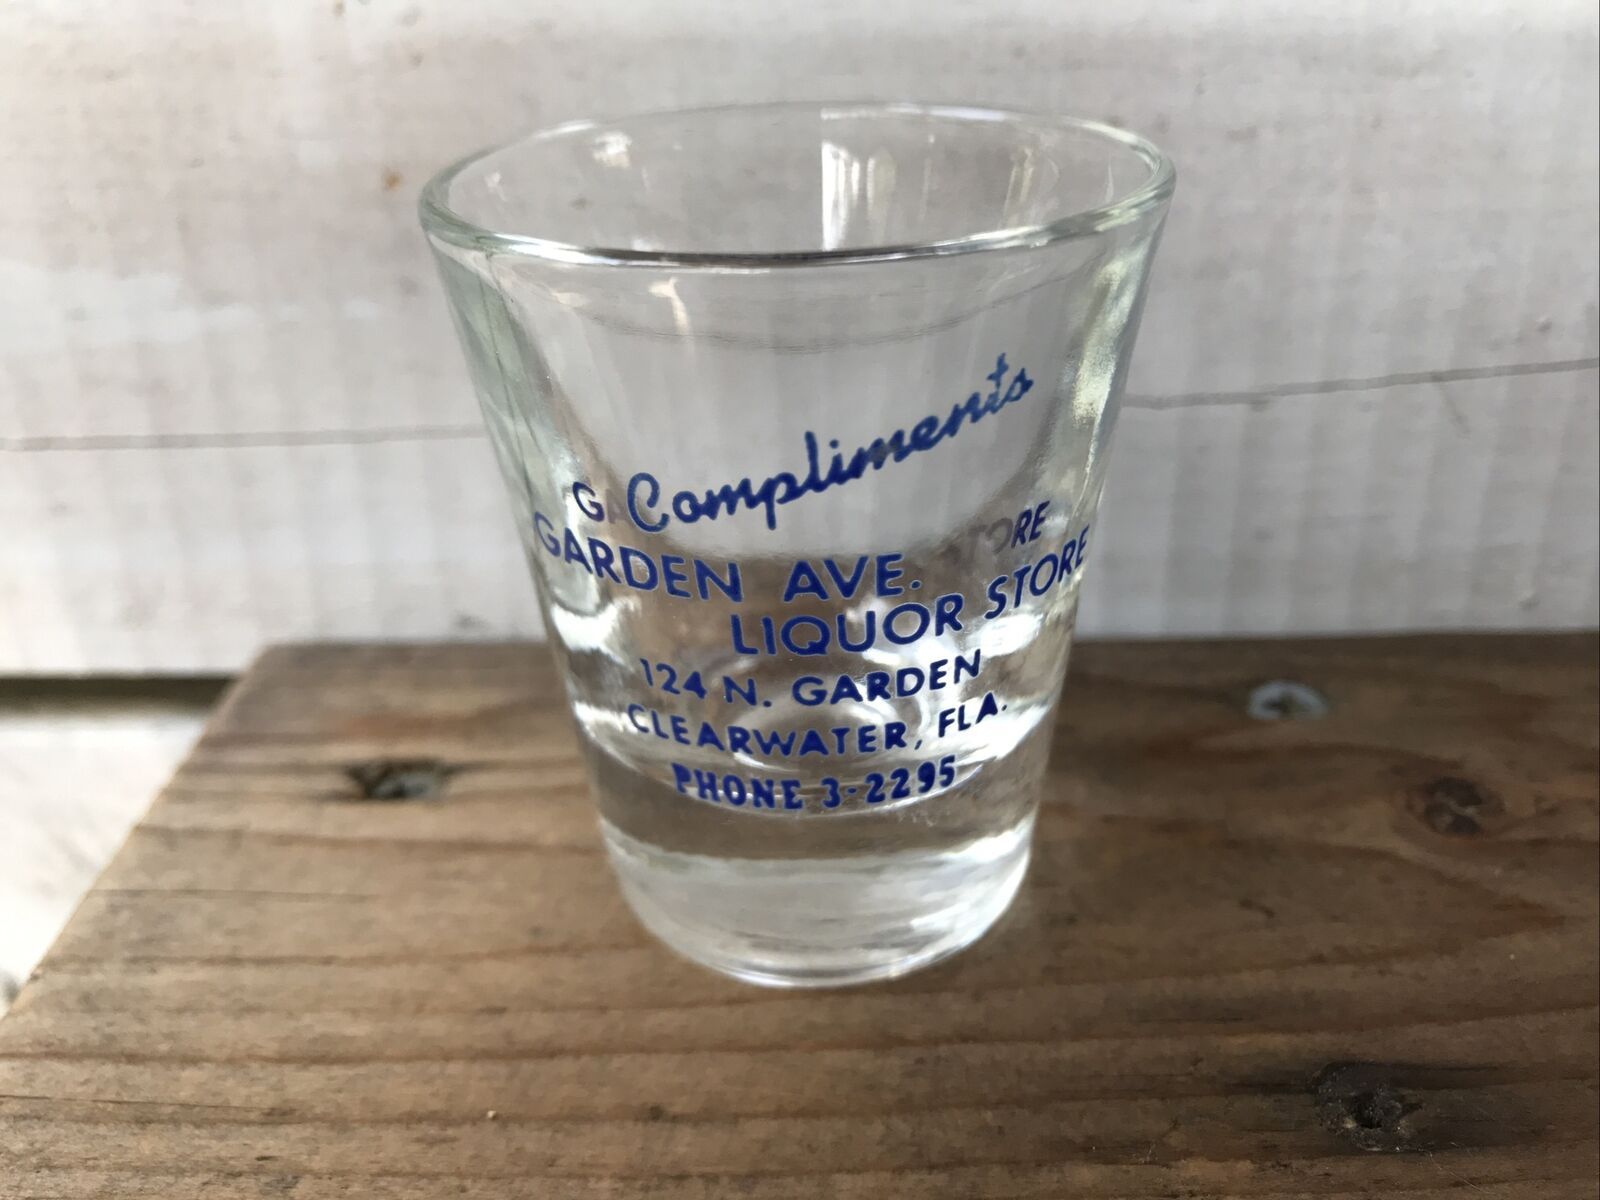 Compliments
GARDEN AVE.
LIQUOR STORE
124 N. GARDEN
CLEARWATER, FLA.
PHONE 3-2295